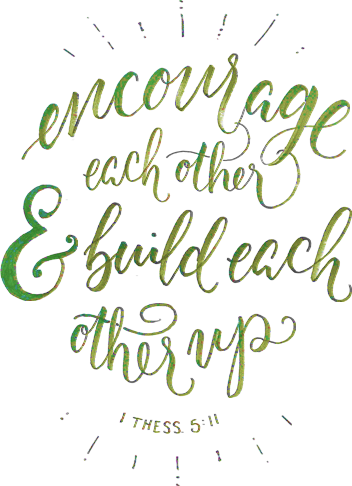 encourage
each other
& build each
other up
1 THESS. 5:11